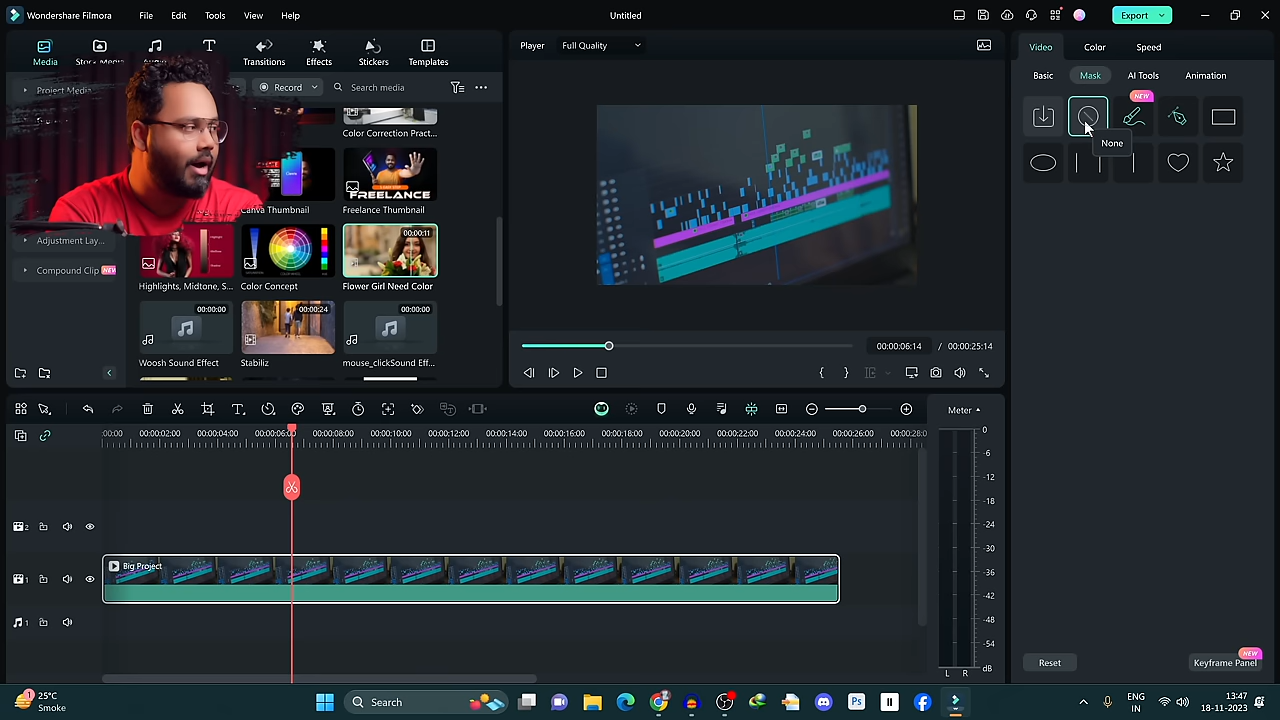 Wondershare Filmora
File
Edit
Tools
View
Help
Untitled
Export
Media
Transitions
Effects
Stickers
Templates
Record
Search media
Color Correction Pract...
Canva Thumbnail
FREELANCE
Freelance Thumbnail
Adjustment Lay...
Compound Clip NEW
Highlights, Midtone, S...
Color Concept
00:00:11
Flower Girl Need Color
00:00:00
Woosh Sound Effect
00:00:24
Stabiliz
00:00:00
mouse_clickSound Eff...
Player
Full Quality
00:00:06:14 / 00:00:25:14
Video
Color
Speed
Basic
Mask
AI Tools
Animation
NEW
None
:00:00 00:00:02:00 00:00:04:00 00:00:06:0 00:00:08:00 00:00:10:00 00:00:12:00 00:00:14:00 00:00:16:00 00:00:18:00 00:00:20:00 00:00:22:00 00:00:24:00 00:00:26:00 00:00:28:0
2
1
Big Project
1
Meter
0
-6
-12
-18
-24
-30
-36
-42
-48
-54
dB
L R
Reset
NEW
Keyframe Panel
1
25°C
Smoke
Search
Ps
ENG
IN
13:47
18-11-2023